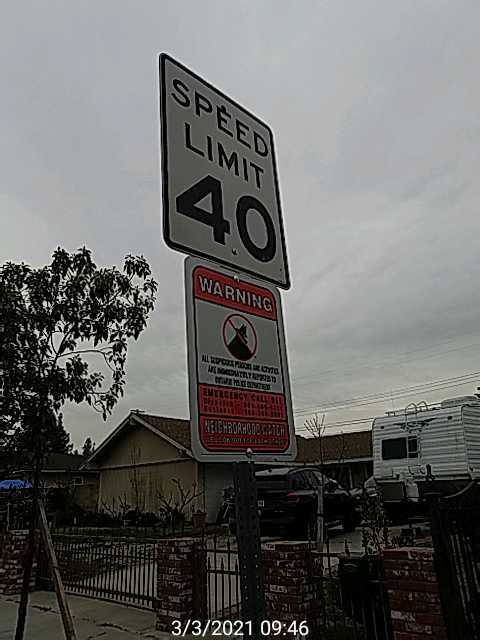 SPEED
LIMIT
40
WARNING
ALL SUSPICIOUS PERSONS AND ACTIVITIES
ARE IMMEDIATELY REPORTED TO
ONTARIO POLICE DEPARTMENT
EMERGENCY CALL 911
NEIGHBORHOOD WATCH
3/3/2021 09:46